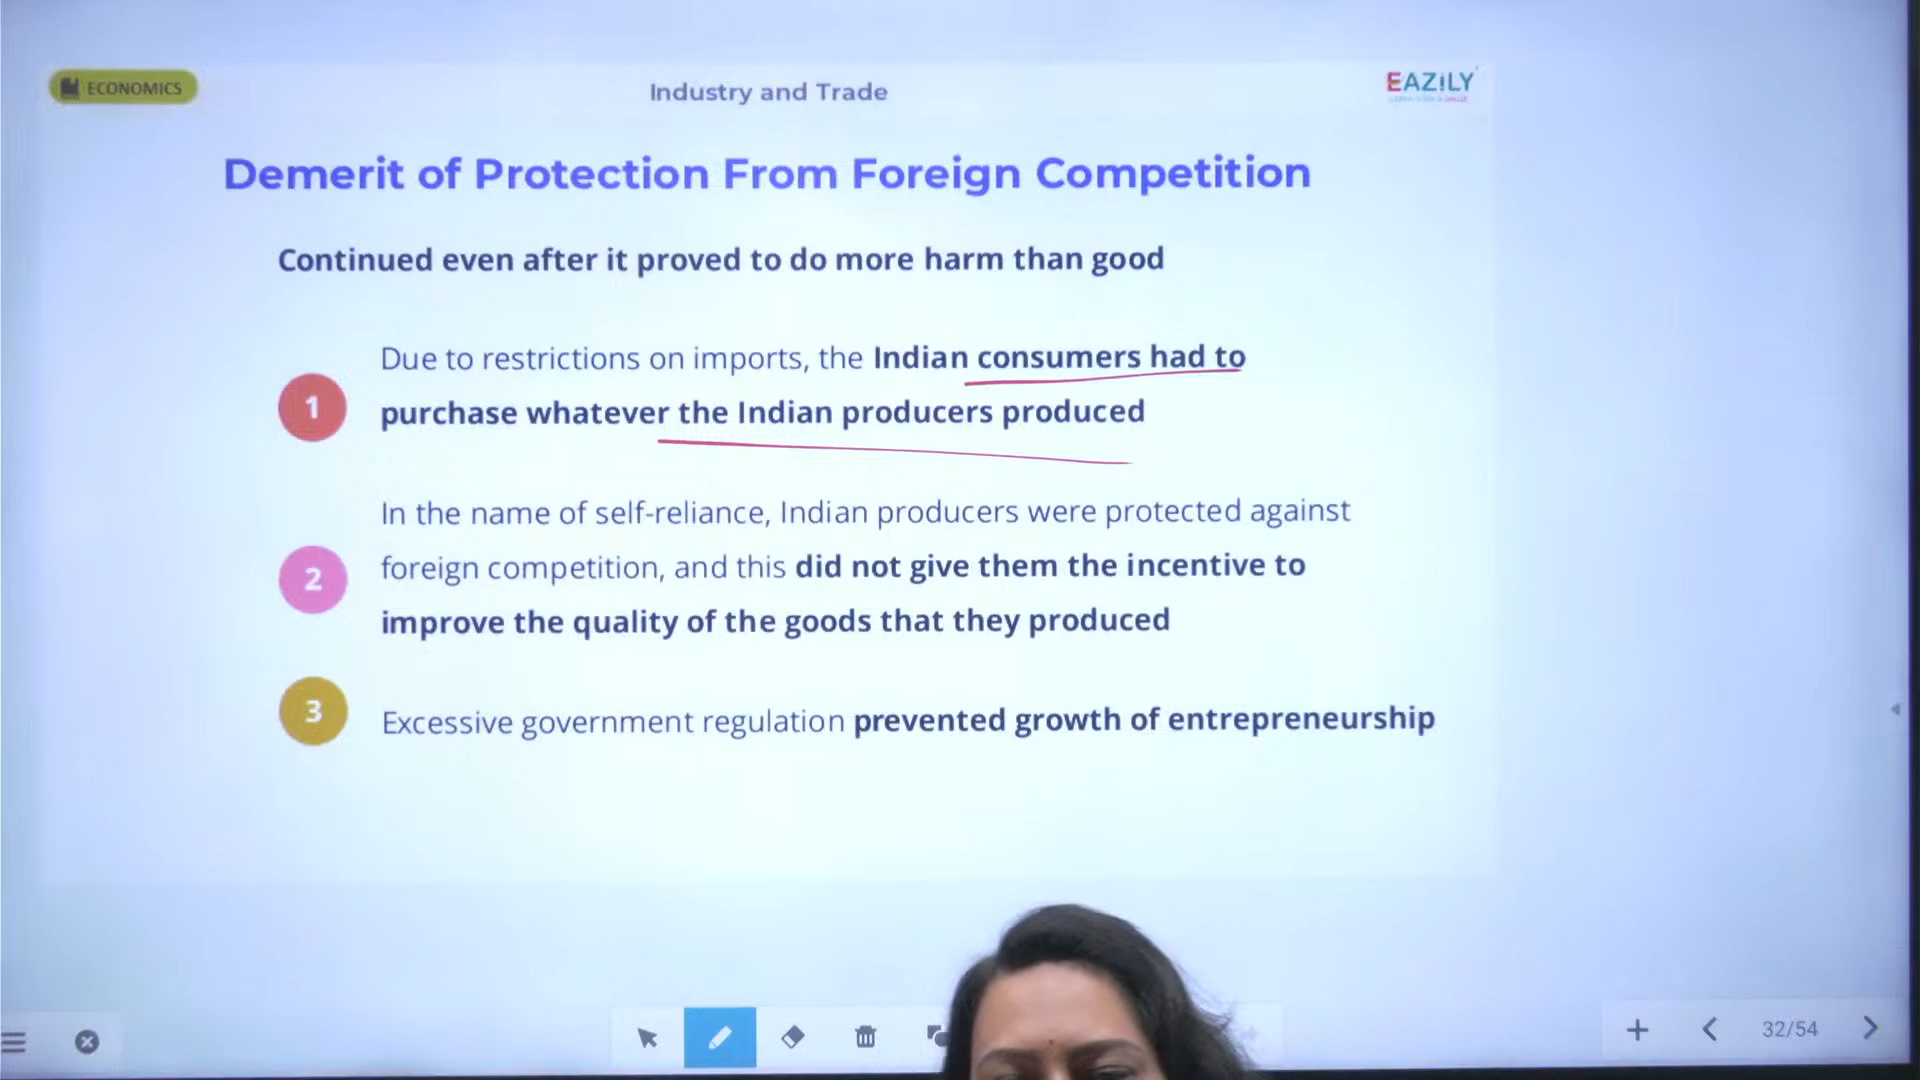 ECONOMICS
Industry and Trade
EAZILY
Demerit of Protection From Foreign Competition
Continued even after it proved to do more harm than good
1
Due to restrictions on imports, the Indian consumers had to
purchase whatever the Indian producers produced
2
In the name of self-reliance, Indian producers were protected against
foreign competition, and this did not give them the incentive to
improve the quality of the goods that they produced
3
Excessive government regulation prevented growth of entrepreneurship
32/54